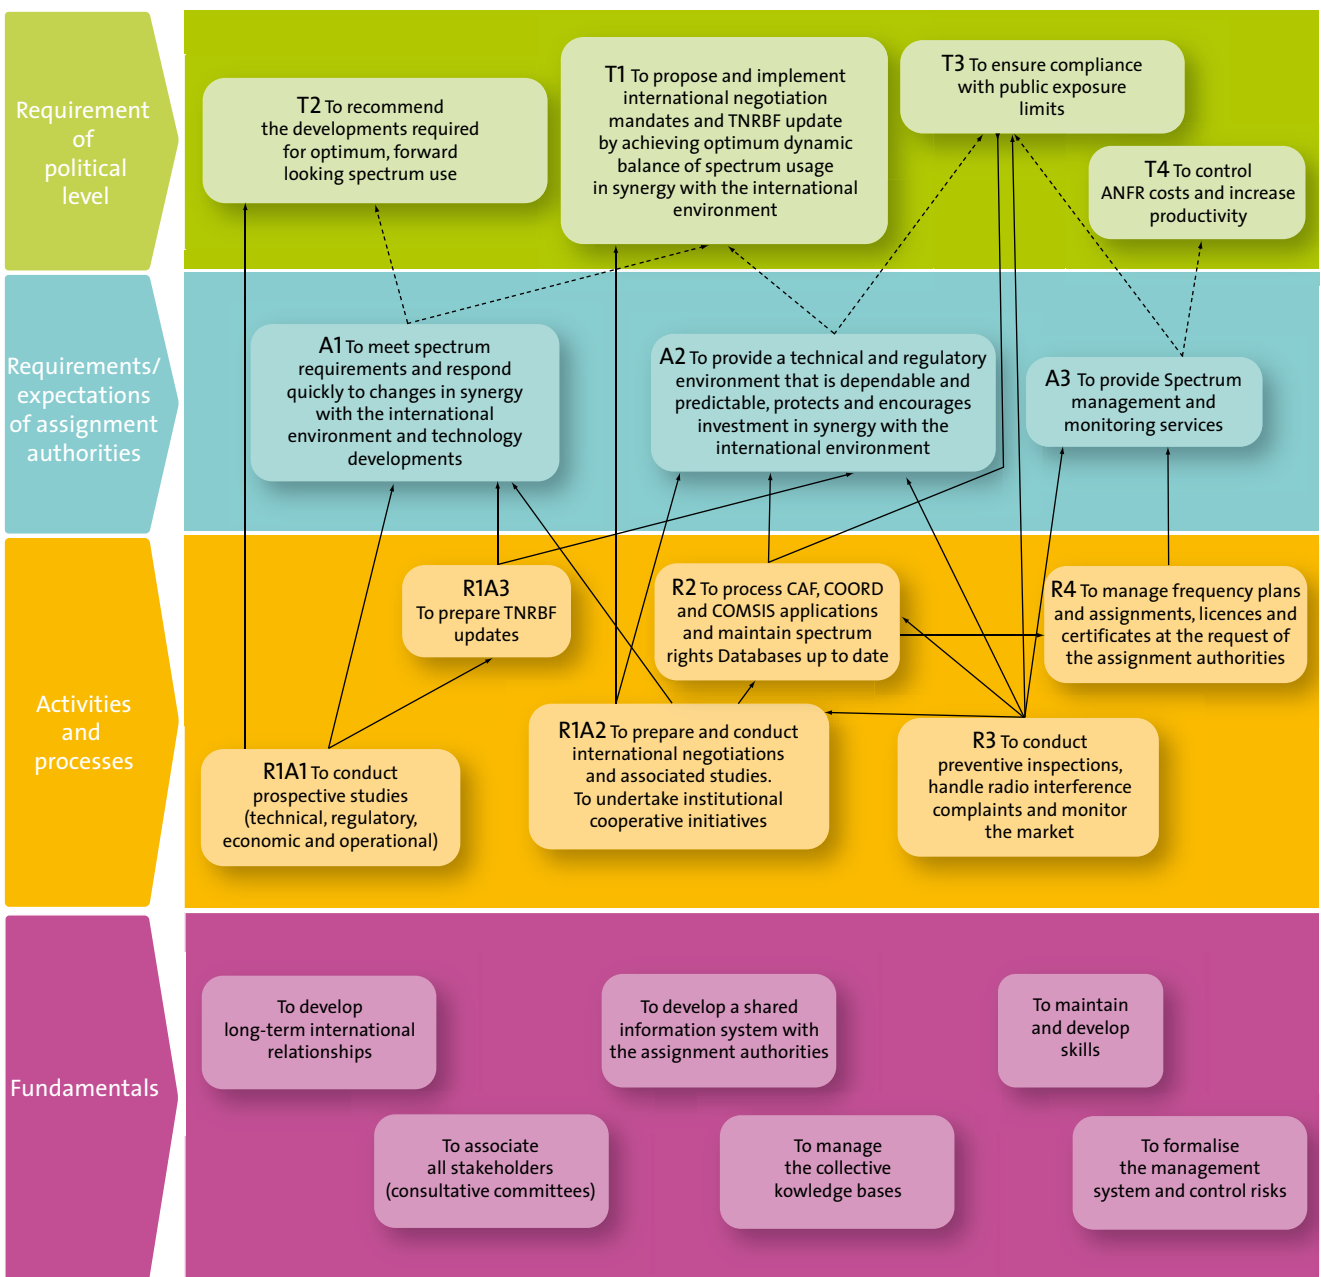 Requirement
of
political
level
T2 To recommend
the developments required
for optimum, forward
looking spectrum use
T1 To propose and implement
international negotiation
mandates and TNRBF update
by achieving optimum dynamic
balance of spectrum usage
in synergy with the international
environment
T3 To ensure compliance
with public exposure
limits
T4 To control
ANFR costs and increase
productivity
Requirements/
expectations
of assignment
authorities
A1 To meet spectrum
requirements and respond
quickly to changes in synergy
with the international
environment and technology
developments
A2 To provide a technical and regulatory
environment that is dependable and
predictable, protects and encourages
investment in synergy with the
international environment
A3 To provide Spectrum
management and
monitoring services
Activities
and
processes
R1A3
To prepare TNRBF
updates
R2 To process CAF, COORD
and COMSIS applications
and maintain spectrum
rights Databases up to date
R4 To manage frequency plans
and assignments, licences and
certificates at the request of
the assignment authorities
R1A1 To conduct
prospective studies
(technical, regulatory,
economic and operational)
R1A2 To prepare and conduct
international negotiations
and associated studies.
To undertake institutional
cooperative initiatives
R3 To conduct
preventive inspections,
handle radio interference
complaints and monitor
the market
Fundamentals
To develop
long-term international
relationships
To develop a shared
information system with
the assignment authorities
To maintain
and develop
skills
To associate
all stakeholders
(consultative committees)
To manage
the collective
kowledge bases
To formalise
the management
system and control risks